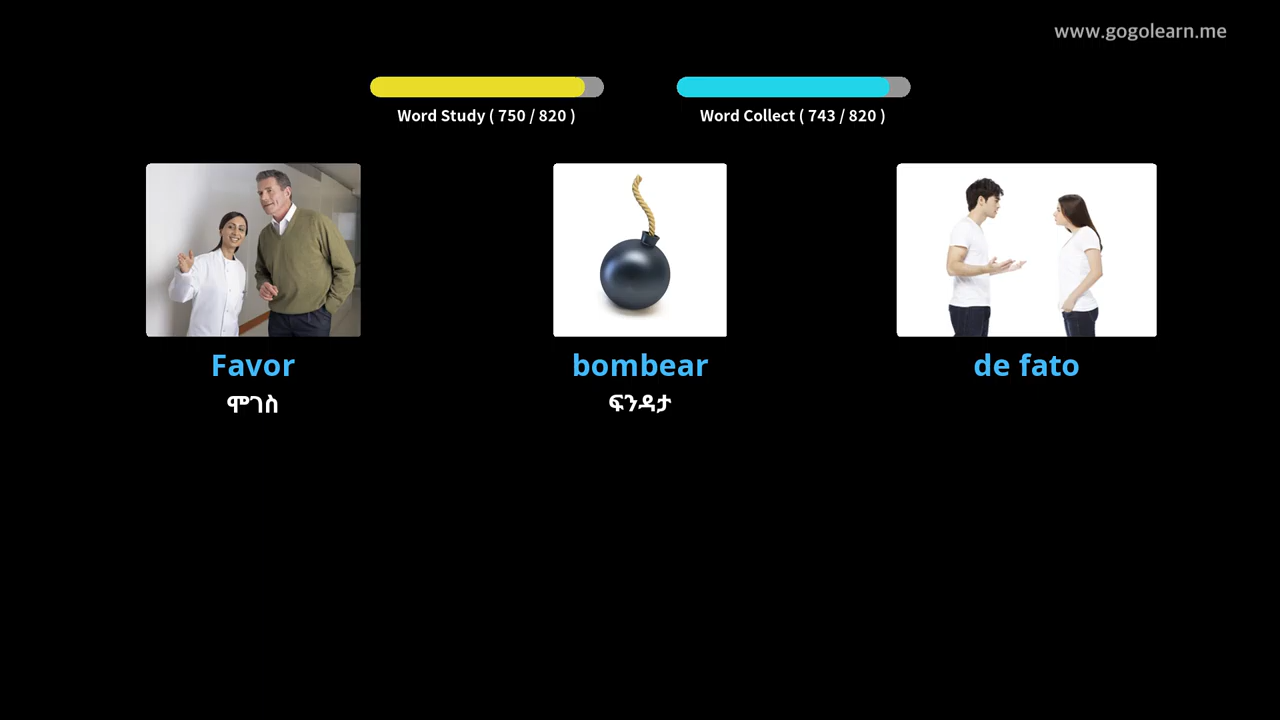 www.gogolearn.me
Word Study ( 750 / 820 )
Word Collect ( 743 / 820 )
Favor
bombear
de fato
ሞገስ
ፍንዳታ